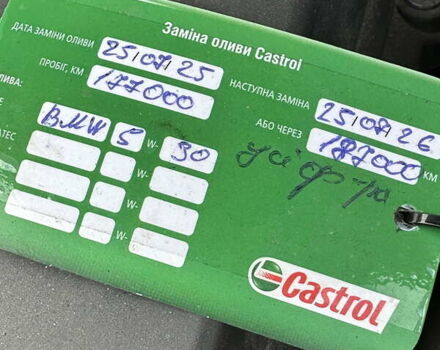 Заміна оливи Castrol
ДАТА ЗАМІНИ ОЛИВИ 25/07/25
ПРОБІГ, КМ 177000
НАСТУПНА ЗАМІНА 25/07/26
АБО ЧЕРЕЗ 187000 КМ
ЛИВА:
BMW 5 W- 30
W-
W-
Castrol